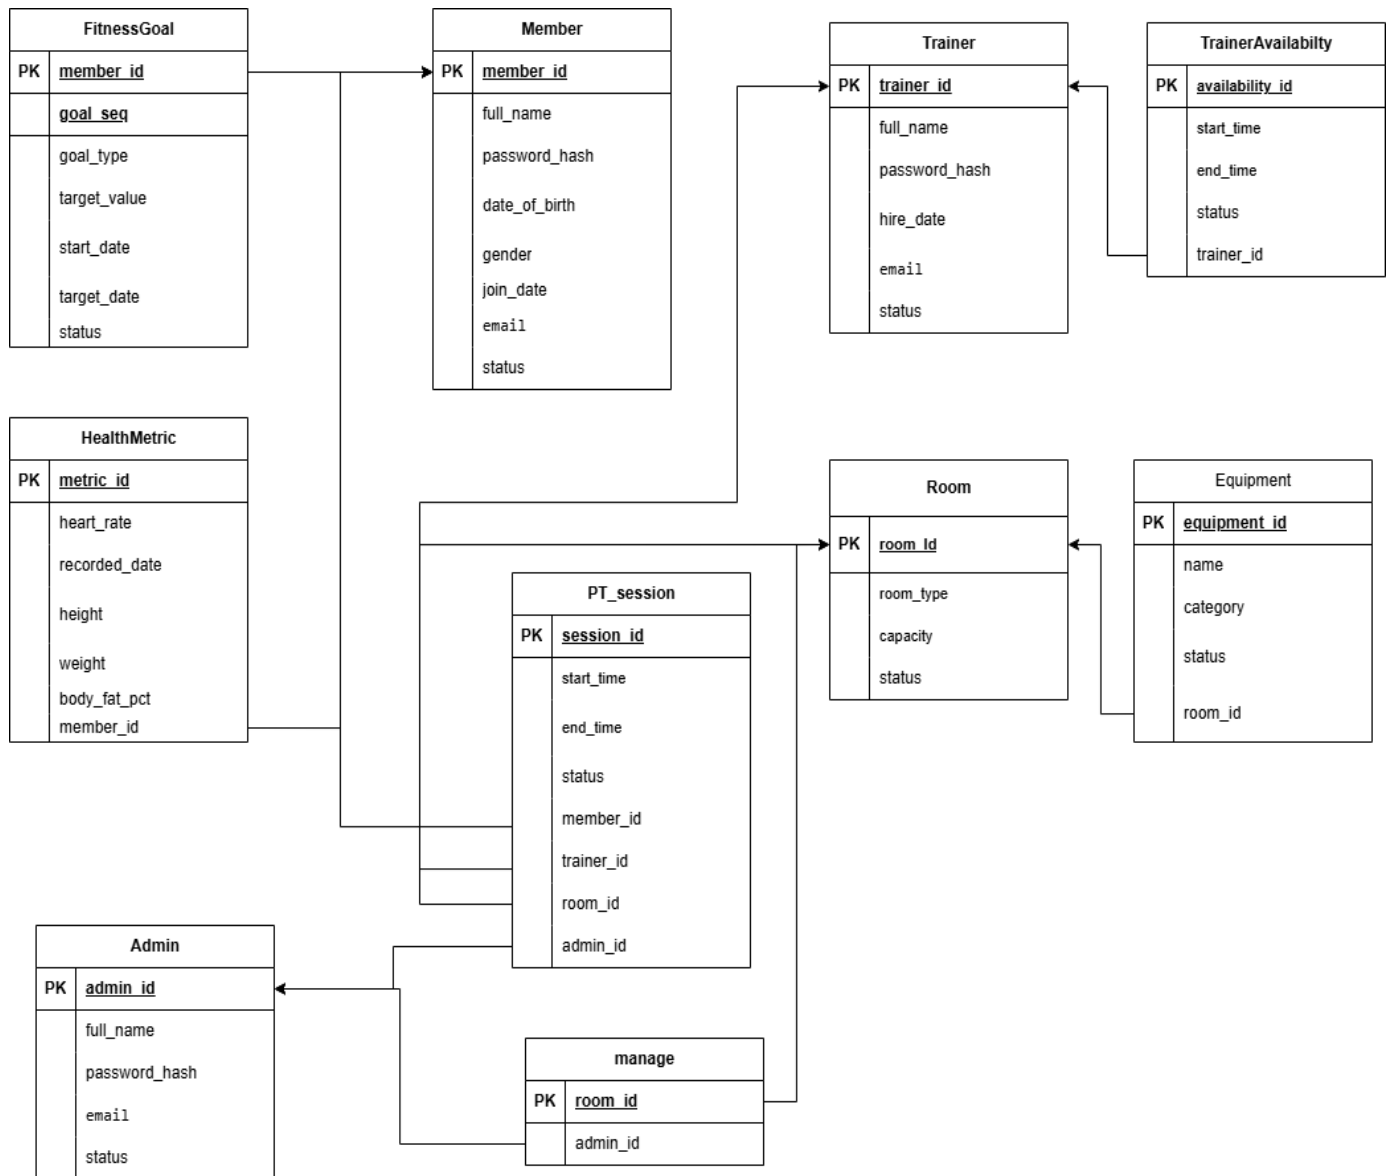 FitnessGoal
PK member_id
goal_seq
goal_type
target_value
start_date
target_date
status
Member
PK member_id
full_name
password_hash
date_of_birth
gender
join_date
email
status
Trainer
PK trainer_id
full_name
password_hash
hire_date
email
status
TrainerAvailabilty
PK availability_id
start_time
end_time
status
trainer_id
HealthMetric
PK metric_id
heart_rate
recorded_date
height
weight
body_fat_pct
member_id
PT_session
PK session_id
start_time
end_time
status
member_id
trainer_id
room_id
admin_id
Room
PK room_Id
room_type
capacity
status
Equipment
PK equipment_id
name
category
status
room_id
Admin
PK admin_id
full_name
password_hash
email
status
manage
PK room_id
admin_id